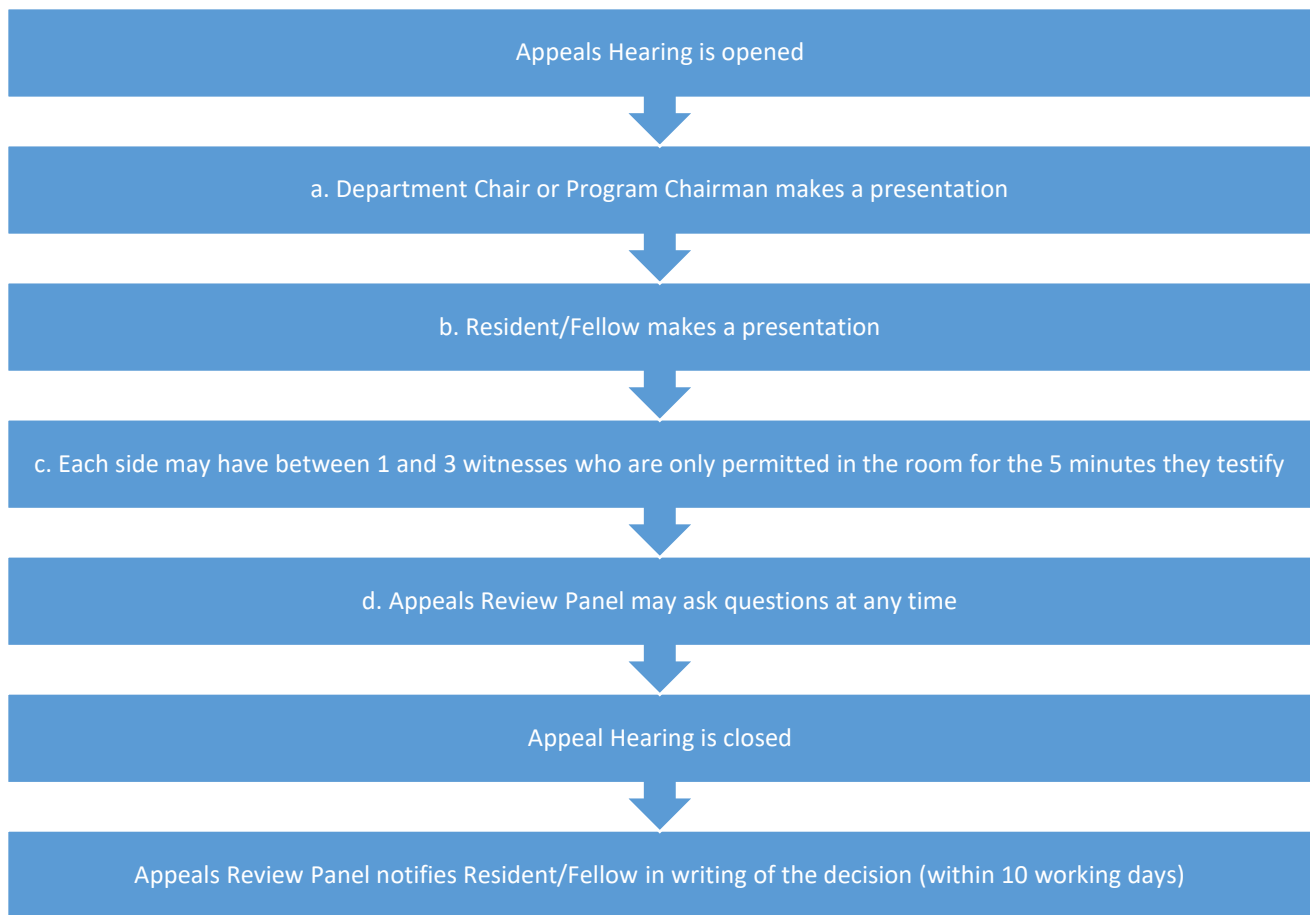 Appeals Hearing is opened
a. Department Chair or Program Chairman makes a presentation
b. Resident/Fellow makes a presentation
c. Each side may have between 1 and 3 witnesses who are only permitted in the room for the 5 minutes they testify
d. Appeals Review Panel may ask questions at any time
Appeal Hearing is closed
Appeals Review Panel notifies Resident/Fellow in writing of the decision (within 10 working days)